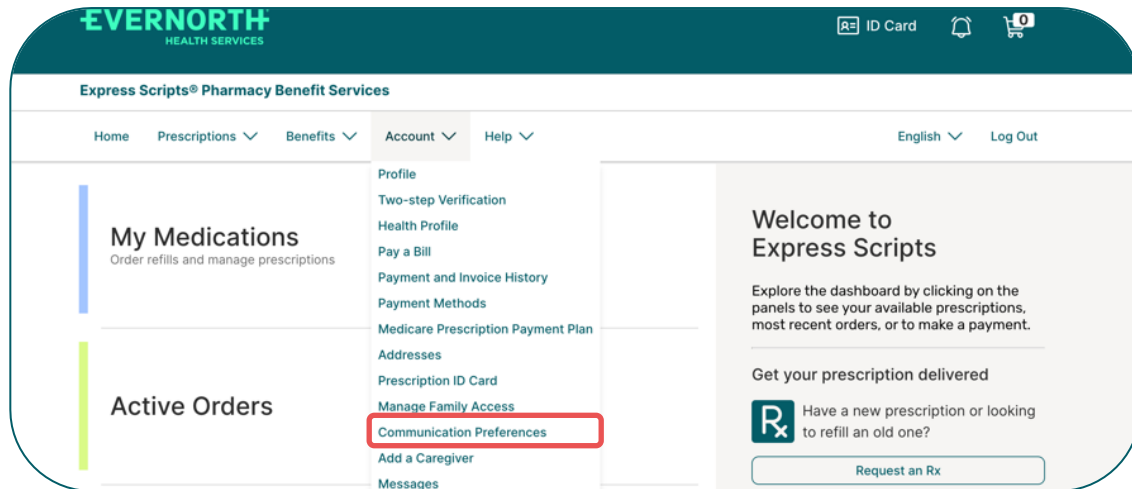 EVERNORTH
HEALTH SERVICES
ID Card
0
Express Scripts® Pharmacy Benefit Services
Home Prescriptions Benefits Account Help English Log Out
Profile
Two-step Verification
Health Profile
Pay a Bill
Payment and Invoice History
Payment Methods
Medicare Prescription Payment Plan
Addresses
Prescription ID Card
Manage Family Access
Communication Preferences
Add a Caregiver
Messages
My Medications
Order refills and manage prescriptions
Active Orders
Welcome to
Express Scripts
Explore the dashboard by clicking on the
panels to see your available prescriptions,
most recent orders, or to make a payment.
Get your prescription delivered
Rx
Have a new prescription or looking
to refill an old one?
Request an Rx